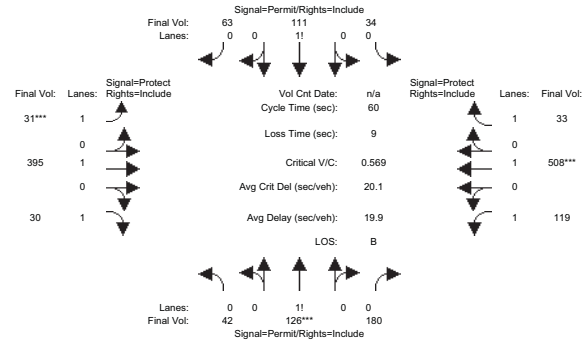 Signal=Permit/Rights=Include
Final Vol: 63 111 34
Lanes: 0 0 1! 0 0
Signal=Protect Signal=Protect
Final Vol: Lanes: Rights=Include Vol Cnt Date: n/a Rights=Include Lanes: Final Vol:
Cycle Time (sec): 60
31*** 1 1 33
Loss Time (sec): 9
0 0
395 1 Critical V/C: 0.569 1 508***
0 Avg Crit Del (sec/veh): 20.1 0
30 1 Avg Delay (sec/veh): 19.9 1 119
LOS: B
Lanes: 0 0 1! 0 0
Final Vol: 42 126*** 180
Signal=Permit/Rights=Include